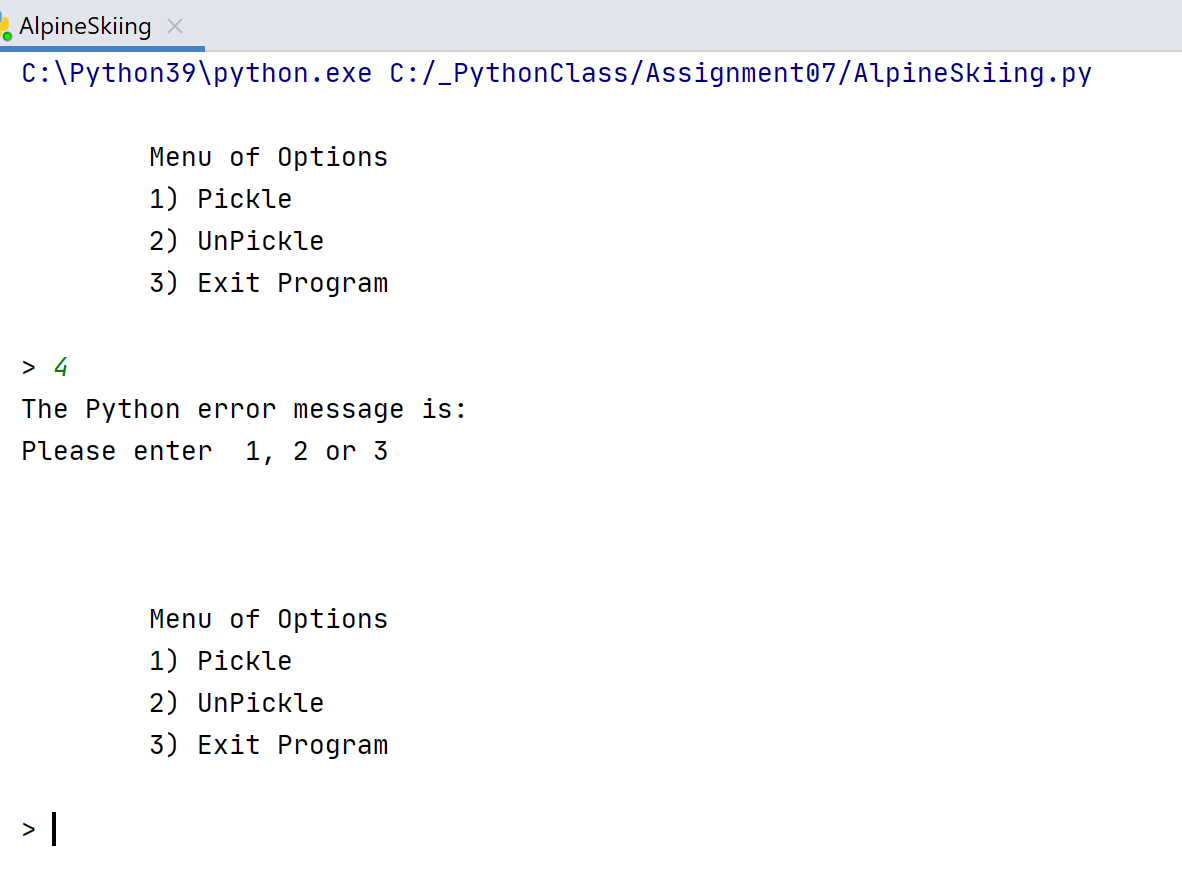 AlpineSkiing
C:\Python39\python.exe C:/_PythonClass/Assignment07/AlpineSkiing.py
Menu of Options
1) Pickle
2) UnPickle
3) Exit Program
> 4
The Python error message is:
Please enter  1, 2 or 3
Menu of Options
1) Pickle
2) UnPickle
3) Exit Program
>